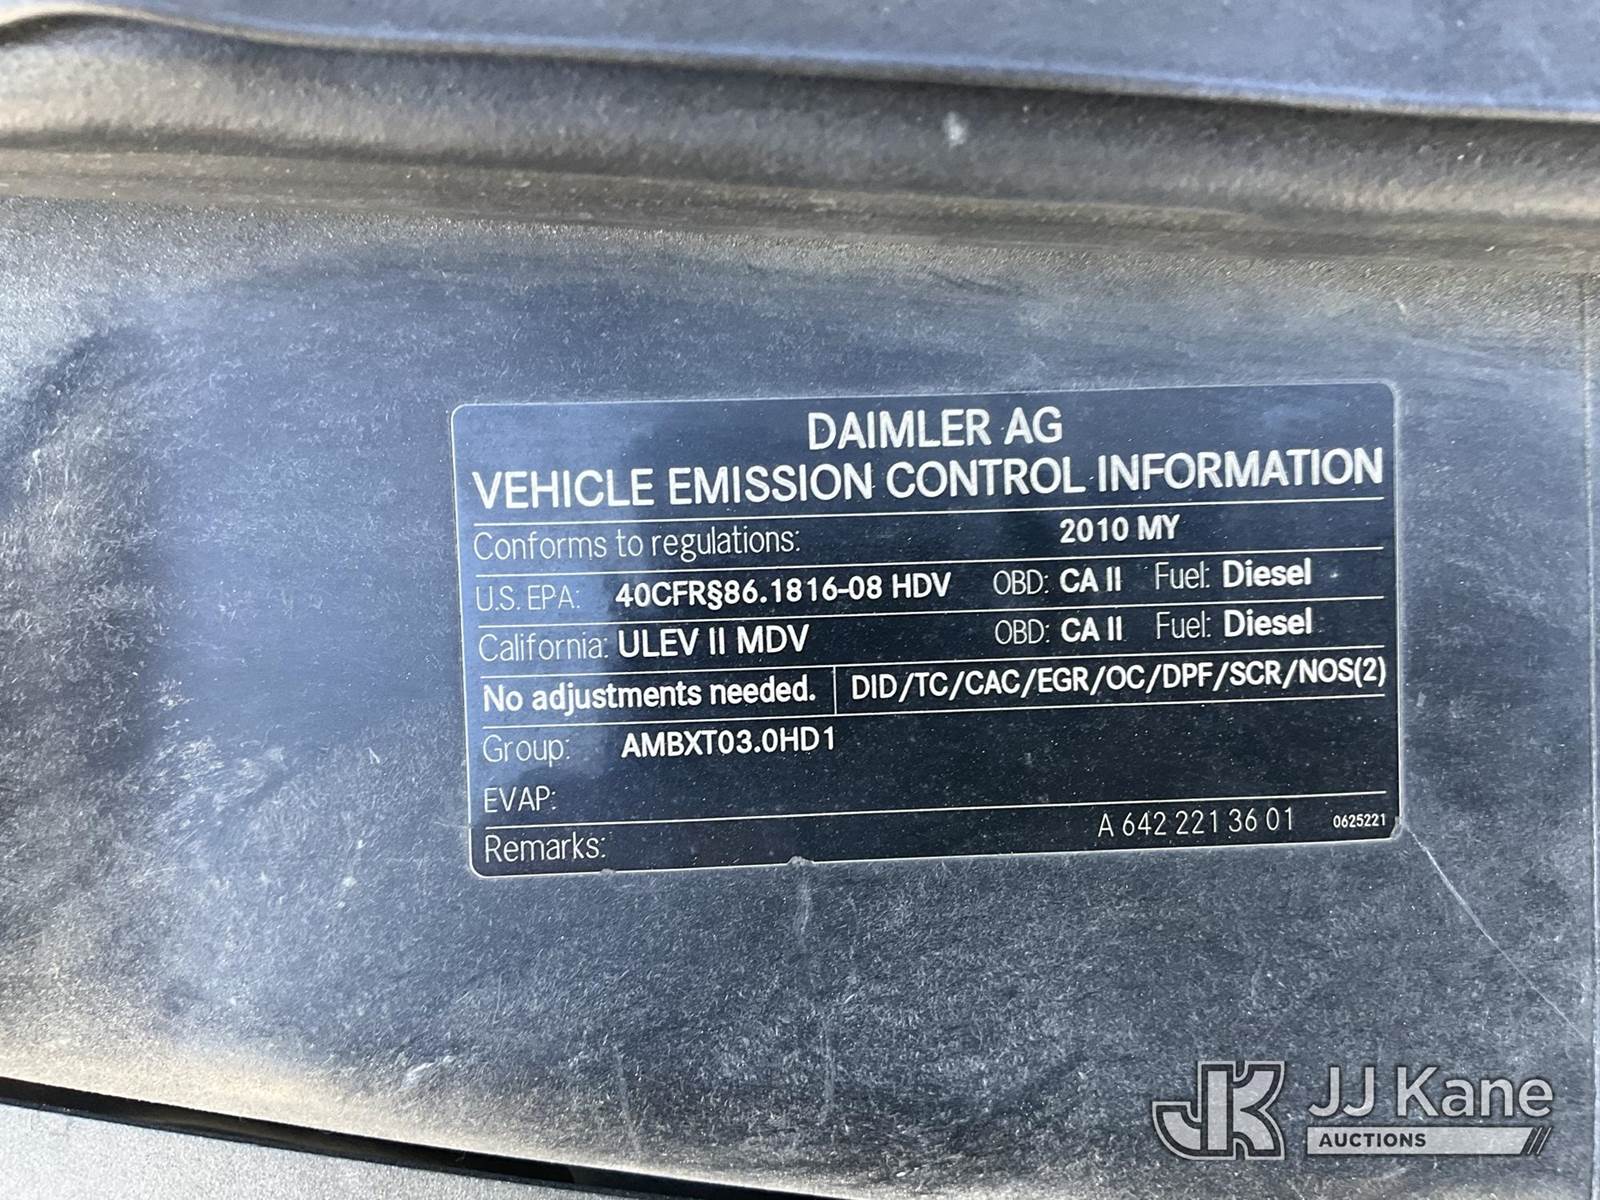 DAIMLER AG
VEHICLE EMISSION CONTROL INFORMATION
Conforms to regulations: 2010 MY
U.S. EPA: 40CFR§86.1816-08 HDV OBD: CA II Fuel: Diesel
California: ULEV II MDV OBD: CA II Fuel: Diesel
No adjustments needed. DID/TC/CAC/EGR/OC/DPF/SCR/NOS(2)
Group: AMBXT03.0HD1
EVAP:
Remarks: A 642 221 36 01 0625221
JK JJ Kane
AUCTIONS